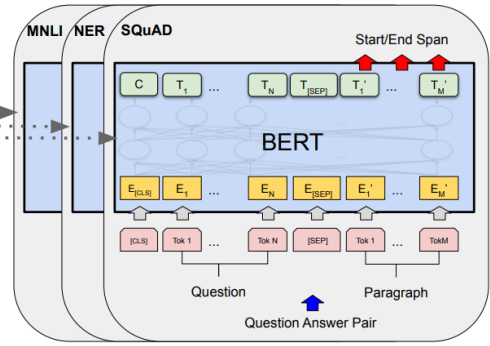 MNLI NER SQuAD
Start/End Span
C T1 ... TN T[SEP] T1' ... TM'
BERT
E[CLS] E1 ... EN E[SEP] E1' ... EM'
[CLS] Tok 1 ... Tok N [SEP] Tok 1 ... TokM
Question Paragraph
Question Answer Pair